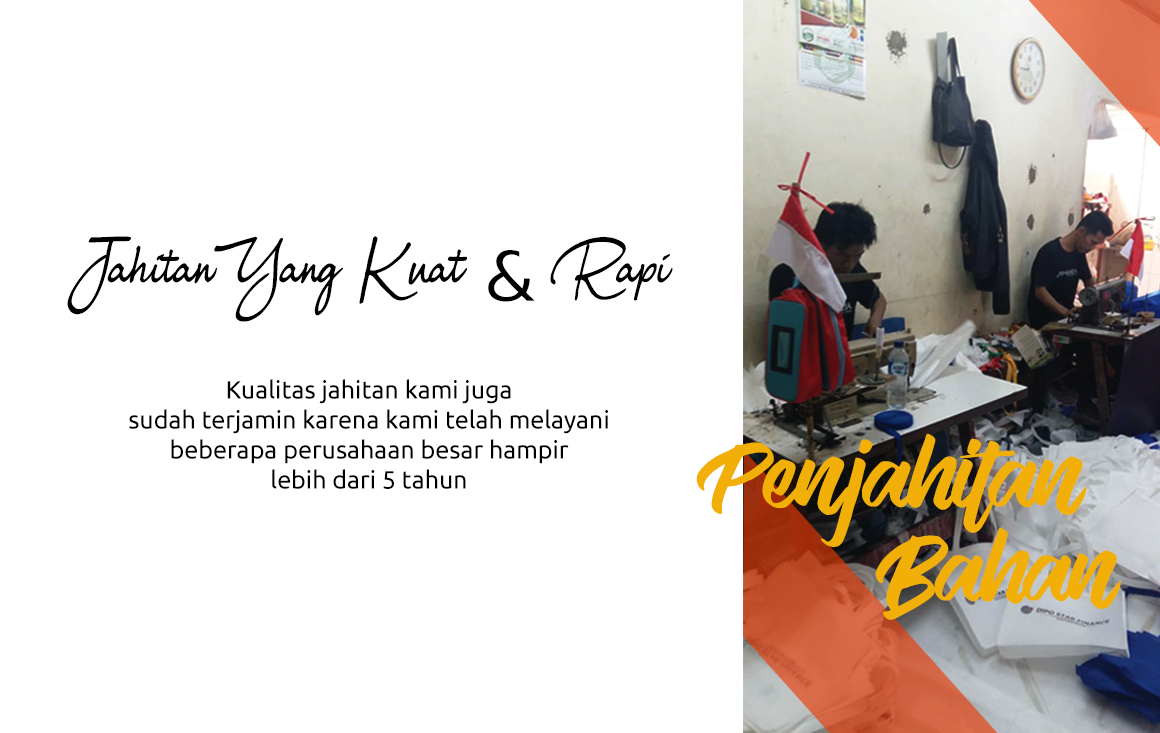 Jahitan Yang Kuat & Rapi
Kualitas jahitan kami juga
sudah terjamin karena kami telah melayani
beberapa perusahaan besar hampir
lebih dari 5 tahun
Penjahitan
Bahan
DIPO STAR FINANCE